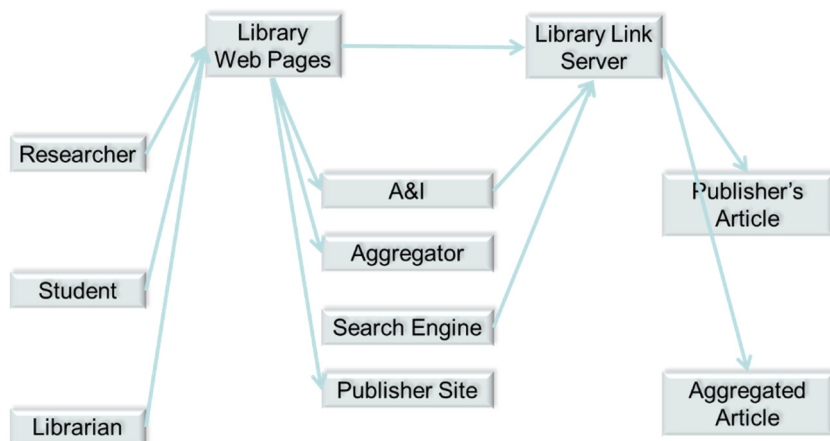 Library
Web Pages
Library Link
Server
Researcher
A&I
Publisher's
Article
Aggregator
Student
Search Engine
Publisher Site
Aggregated
Article
Librarian